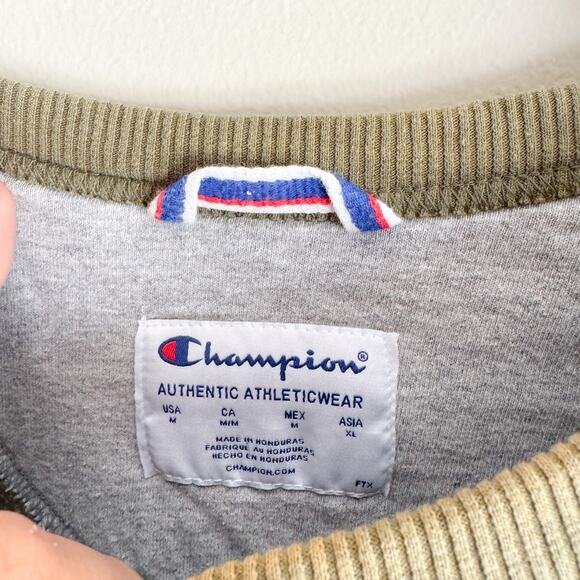 Champion®
AUTHENTIC ATHLETICWEAR
USA CA MEX ASIA
M M/M M XL
MADE IN HONDURAS
FABRIQUÉ AU HONDURAS
HECHO EN HONDURAS
CHAMPION.COM
FTX